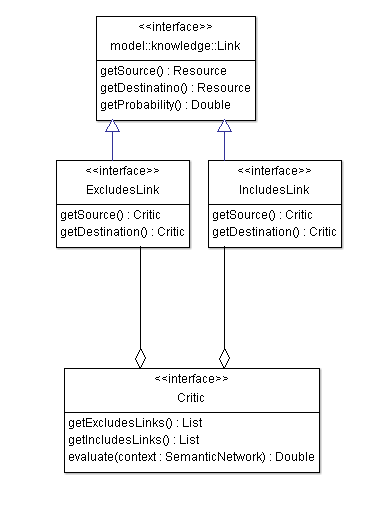 <<interface>>
model::knowledge::Link
getSource() : Resource
getDestinatino() : Resource
getProbability() : Double
<<interface>>
ExcludesLink
getSource() : Critic
getDestination() : Critic
<<interface>>
IncludesLink
getSource() : Critic
getDestination() : Critic
<<interface>>
Critic
getExcludesLinks() : List
getIncludesLinks() : List
evaluate(context : SemanticNetwork) : Double